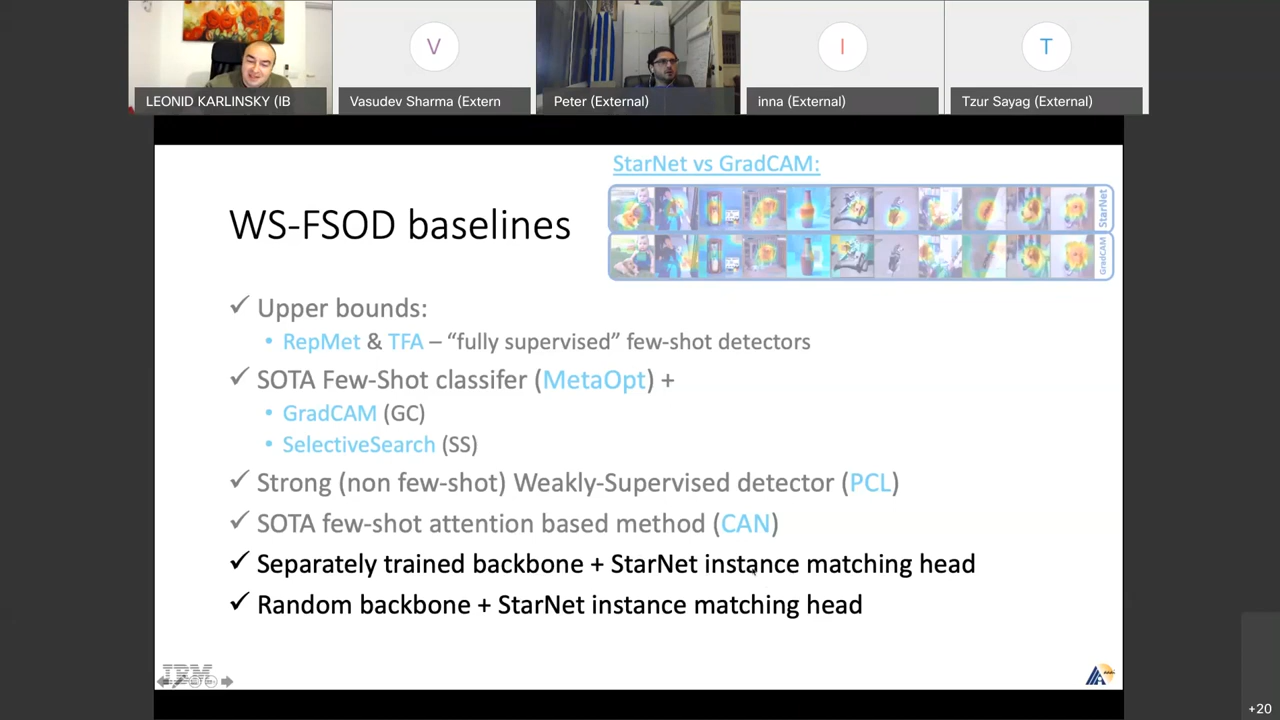 V
I
T
LEONID KARLINSKY (IB
Vasudev Sharma (Extern
Peter (External)
inna (External)
Tzur Sayag (External)
StarNet vs GradCAM:
StarNet
GradCAM
WS-FSOD baselines
✓ Upper bounds:
• RepMet & TFA – “fully supervised” few-shot detectors
✓ SOTA Few-Shot classifer (MetaOpt) +
• GradCAM (GC)
• SelectiveSearch (SS)
✓ Strong (non few-shot) Weakly-Supervised detector (PCL)
✓ SOTA few-shot attention based method (CAN)
✓ Separately trained backbone + StarNet instance matching head
✓ Random backbone + StarNet instance matching head
IBM
+20